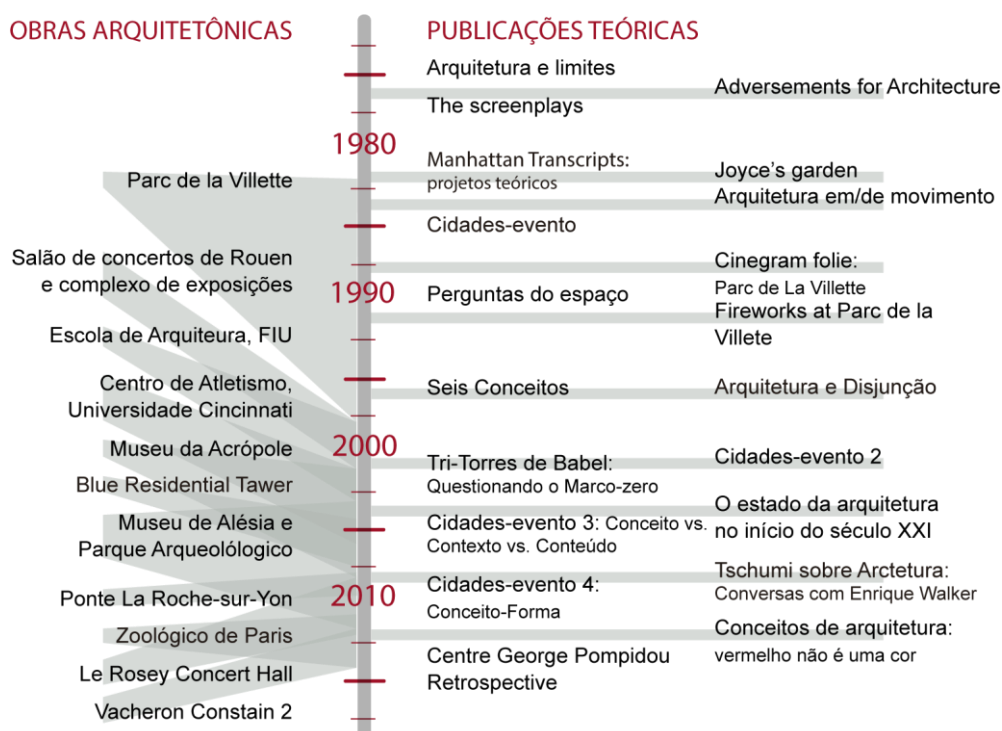 OBRAS ARQUITETÔNICAS
Parc de la Villette
Salão de concertos de Rouen
e complexo de exposições
Escola de Arquiteura, FIU
Centro de Atletismo,
Universidade Cincinnati
Museu da Acrópole
Blue Residential Tawer
Museu de Alésia e
Parque Arqueolólogico
Ponte La Roche-sur-Yon
Zoológico de Paris
Le Rosey Concert Hall
Vacheron Constain 2
1980
1990
2000
2010
PUBLICAÇÕES TEÓRICAS
Arquitetura e limites
The screenplays
Manhattan Transcripts:
projetos teóricos
Cidades-evento
Perguntas do espaço
Seis Conceitos
Tri-Torres de Babel:
Questionando o Marco-zero
Cidades-evento 3: Conceito vs.
Contexto vs. Conteúdo
Cidades-evento 4:
Conceito-Forma
Centre George Pompidou
Retrospective
Adversements for Architecture
Joyce's garden
Arquitetura em/de movimento
Cinegram folie:
Parc de La Villette
Fireworks at Parc de la
Villete
Arquitetura e Disjunção
Cidades-evento 2
O estado da arquitetura
no início do século XXI
Tschumi sobre Arctetura:
Conversas com Enrique Walker
Conceitos de arquitetura:
vermelho não é uma cor